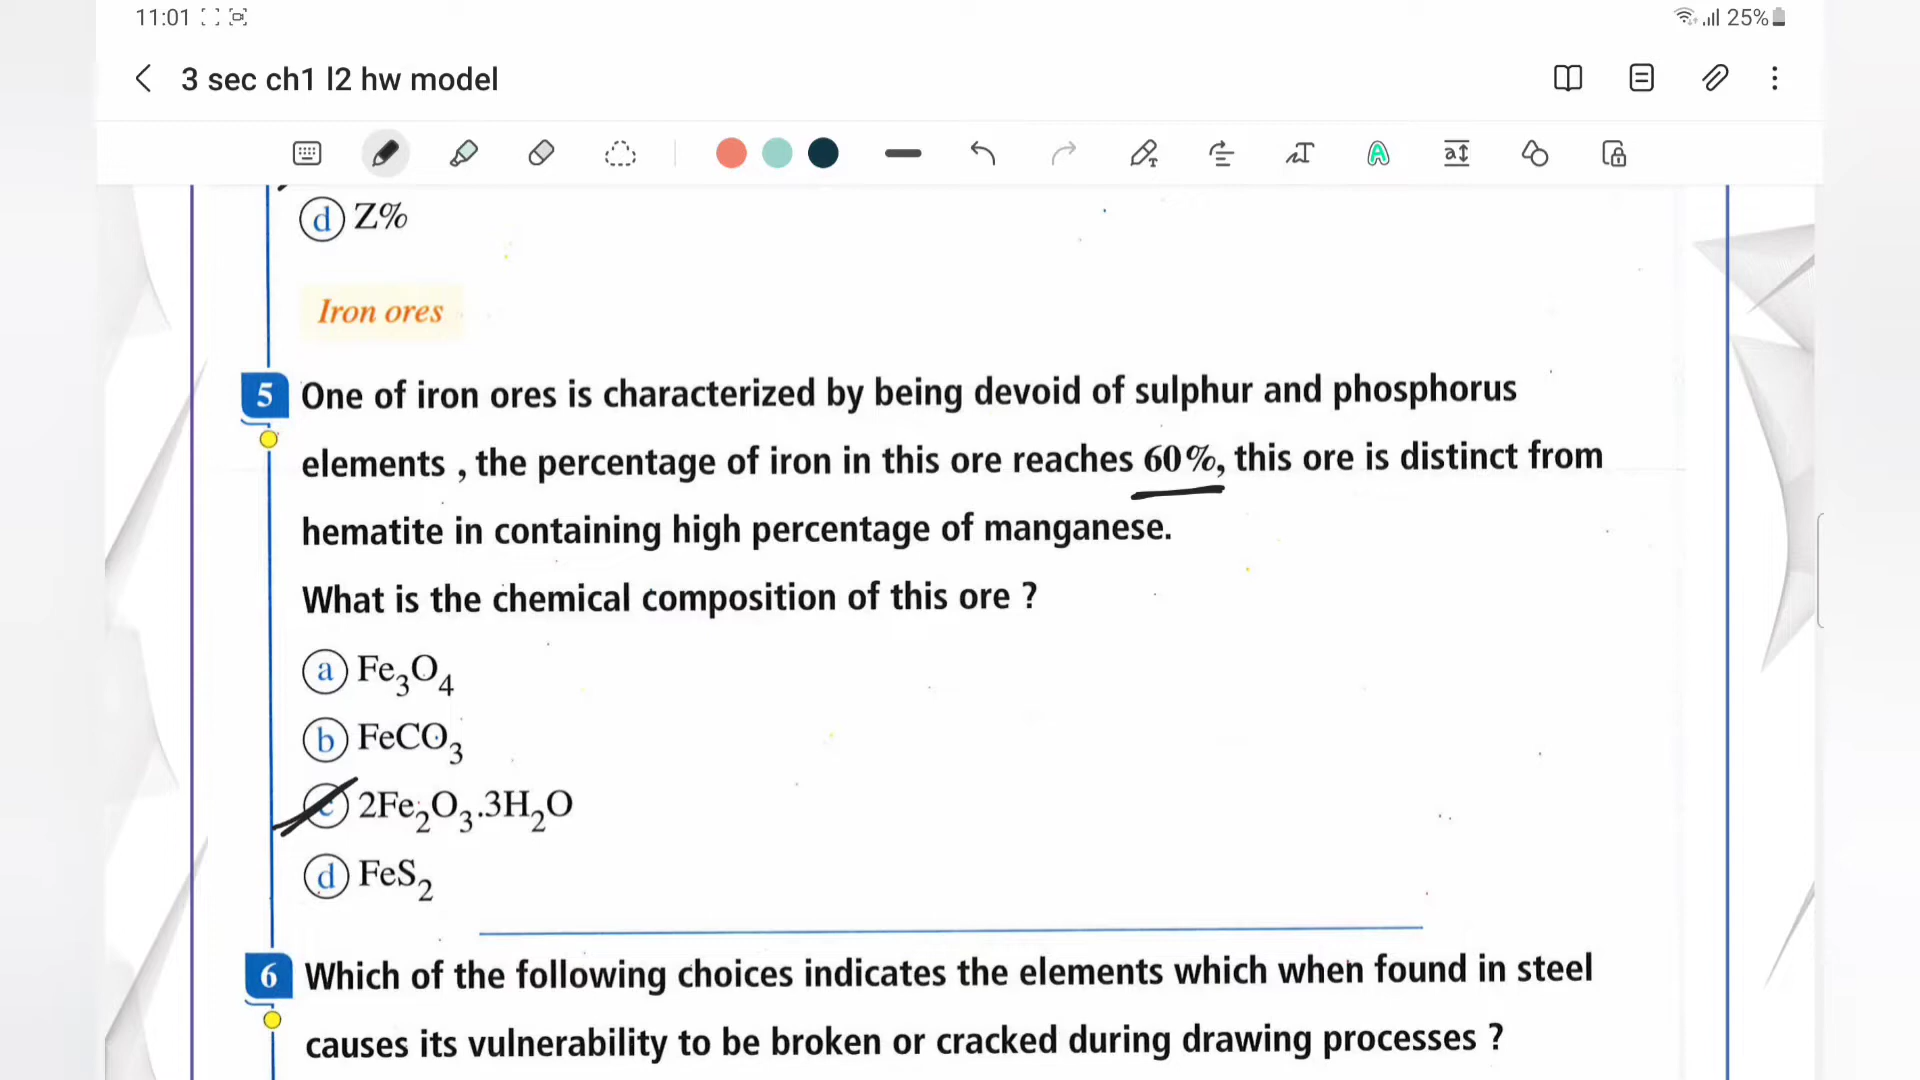 11:01
25%
3 sec ch1 l2 hw model
d Z%
Iron ores
5 One of iron ores is characterized by being devoid of sulphur and phosphorus
elements , the percentage of iron in this ore reaches 60%, this ore is distinct from
hematite in containing high percentage of manganese.
What is the chemical composition of this ore ?
a Fe₃O₄
b FeCO₃
c 2Fe₂O₃.3H₂O
d FeS₂
6 Which of the following choices indicates the elements which when found in steel
causes its vulnerability to be broken or cracked during drawing processes ?